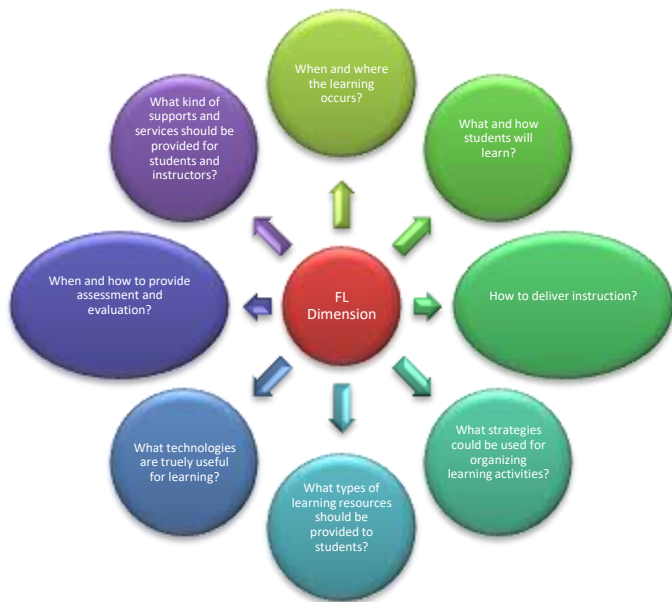 When and where
the learning
occurs?
What and how
students will
learn?
How to deliver instruction?
What strategies
could be used for
organizing
learning activities?
What types of
learning resources
should be
provided to
students?
What technologies
are truely useful
for learning?
When and how to provide
assessment and
evaluation?
What kind of
supports and
services should be
provided for
students and
instructors?
FL
Dimension